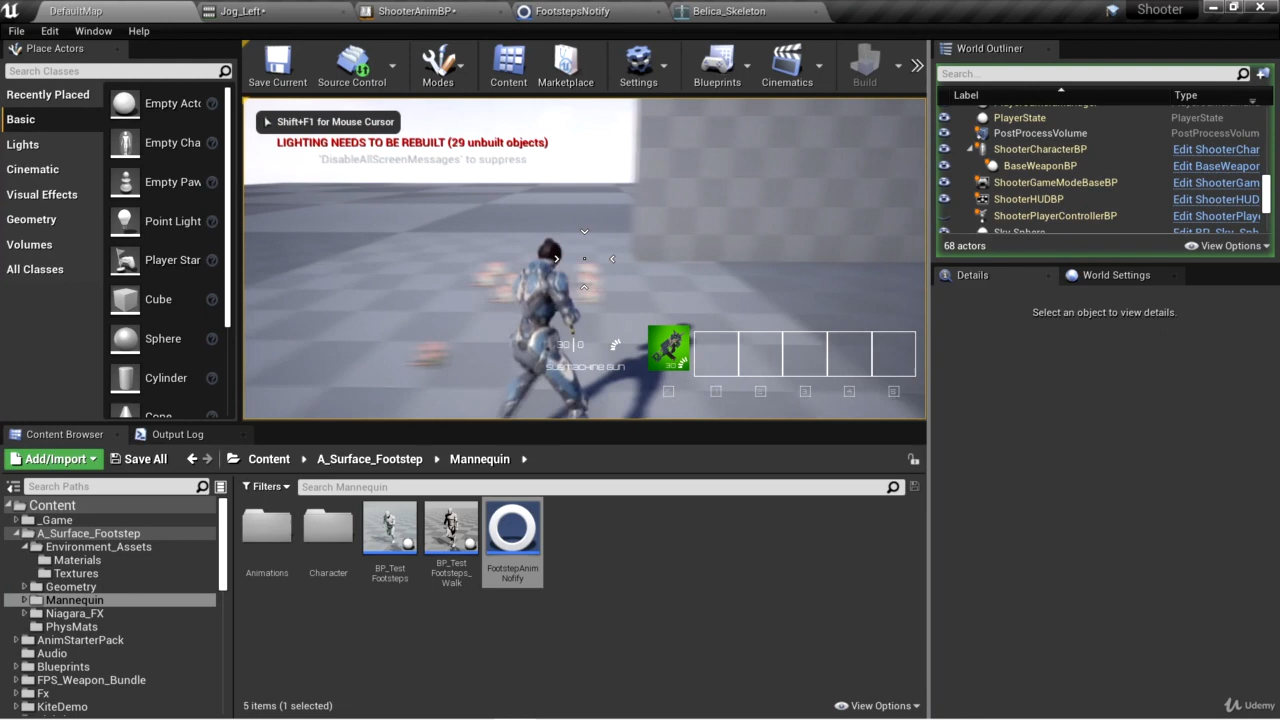 DefaultMap
Jog_Left*
ShooterAnimBP*
FootstepsNotify
Belica_Skeleton
Shooter
File
Edit
Window
Help
Place Actors
Search Classes
Recently Placed
Basic
Lights
Cinematic
Visual Effects
Geometry
Volumes
All Classes
Empty Acto
Empty Cha
Empty Paw
Point Light
Player Star
Cube
Sphere
Cylinder
Cone
Save Current
Source Control
Modes
Content
Marketplace
Settings
Blueprints
Cinematics
Build
Shift+F1 for Mouse Cursor
LIGHTING NEEDS TO BE REBUILT (29 unbuilt objects)
'DisableAllScreenMessages' to suppress
30|0
SUBMACHINE GUN
30
World Outliner
Search...
Label
Type
PlayerState
PlayerState
PostProcessVolume
PostProcessVolum
ShooterCharacterBP
Edit ShooterChar
BaseWeaponBP
Edit BaseWeapor
ShooterGameModeBaseBP
Edit ShooterGam
ShooterHUDBP
Edit ShooterHUD
ShooterPlayerControllerBP
Edit ShooterPlaye
Sky Sphere
Edit BP_Sky_Sph
68 actors
View Options
Details
World Settings
Select an object to view details.
Content Browser
Output Log
Add/Import
Save All
Content
A_Surface_Footstep
Mannequin
Search Paths
Filters
Search Mannequin
Content
_Game
A_Surface_Footstep
Environment_Assets
Materials
Textures
Geometry
Mannequin
Niagara_FX
PhysMats
AnimStarterPack
Audio
Blueprints
FPS_Weapon_Bundle
Fx
KiteDemo
Animations
Character
BP_Test
Footsteps
BP_Test
Footsteps_
Walk
FootstepAnim
Notify
5 items (1 selected)
View Options
Udemy